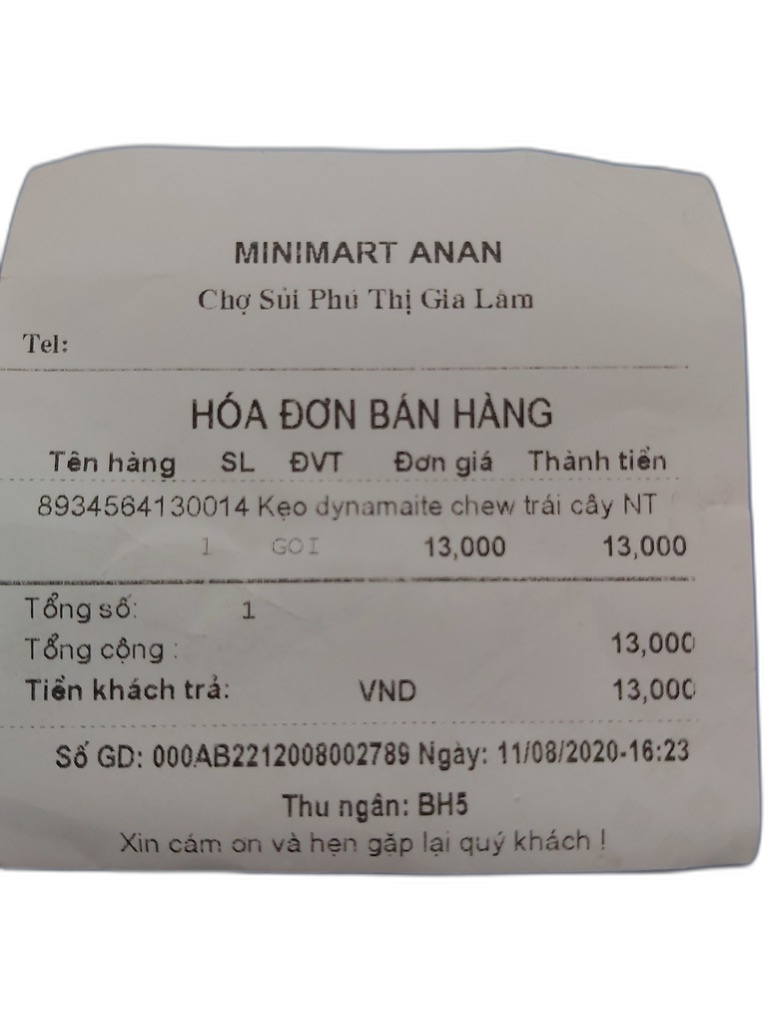 MINIMART ANAN
Chợ Sủi Phú Thị Gia Lâm
Tel:
HÓA ĐƠN BÁN HÀNG
Tên hàng SL ĐVT Đơn giá Thành tiền
8934564130014 Kẹo dynamaite chew trái cây NT
1 GOI 13,000 13,000
Tổng số: 1
Tổng cộng : 13,000
Tiền khách trả: VND 13,000
Số GD: 000AB2212008002789 Ngày: 11/08/2020-16:23
Thu ngân: BH5
Xin cám on và hẹn gặp lại quý khách !